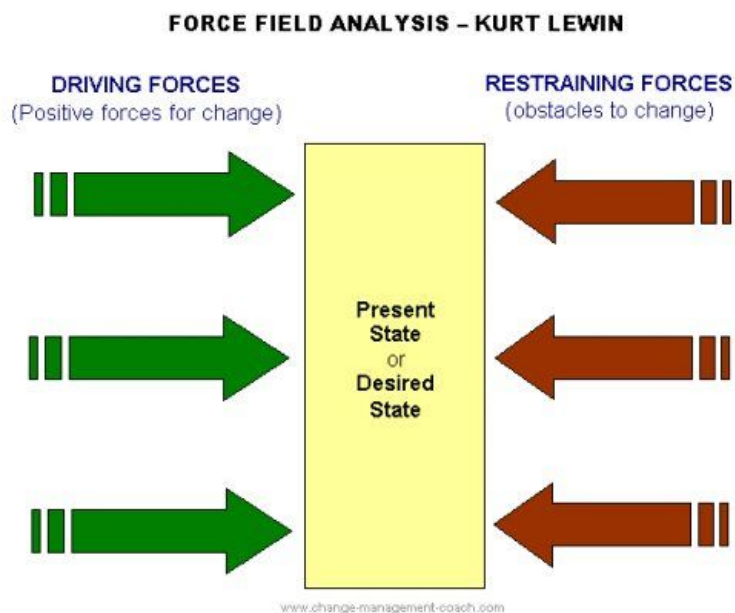 FORCE FIELD ANALYSIS – KURT LEWIN
DRIVING FORCES
(Positive forces for change)
RESTRAINING FORCES
(obstacles to change)
Present
State
or
Desired
State
www.change-management-coach.com